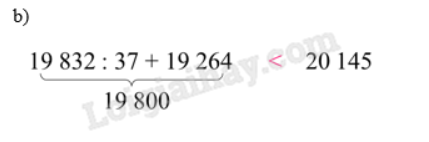 b)
19 832 : 37 + 19 264 < 20 145
19 800
Loigiaihay.com